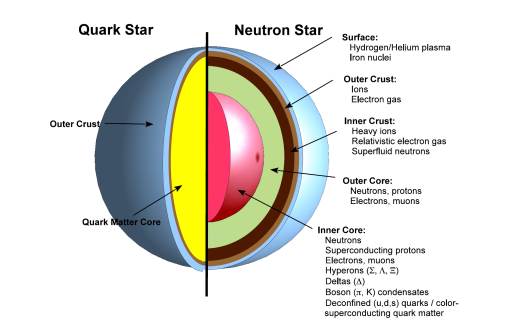 Quark Star
Neutron Star
Surface:
Hydrogen/Helium plasma
Iron nuclei
Outer Crust:
Ions
Electron gas
Outer Crust
Inner Crust:
Heavy ions
Relativistic electron gas
Superfluid neutrons
Outer Core:
Neutrons, protons
Electrons, muons
Quark Matter Core
Inner Core:
Neutrons
Superconducting protons
Electrons, muons
Hyperons (Σ, Λ, Ξ)
Deltas (Δ)
Boson (π, K) condensates
Deconfined (u,d,s) quarks / color-
superconducting quark matter